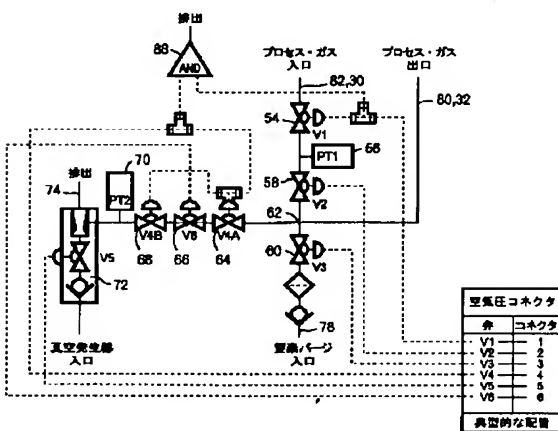 排出
88
AND
プロセス・ガス
入口
82,30
プロセス・ガス
出口
80,32
54
V1
PT1
56
58
V2
62
60
V3
78
窒素パージ
入口
排出
74
70
PT2
V4B
68
V6
66
V4A
64
V5
72
真空発生器
入口
空気圧コネクタ
弁 コネクタ
V1 1
V2 2
V3 3
V4 4
V5 5
V6 6
典型的な配管